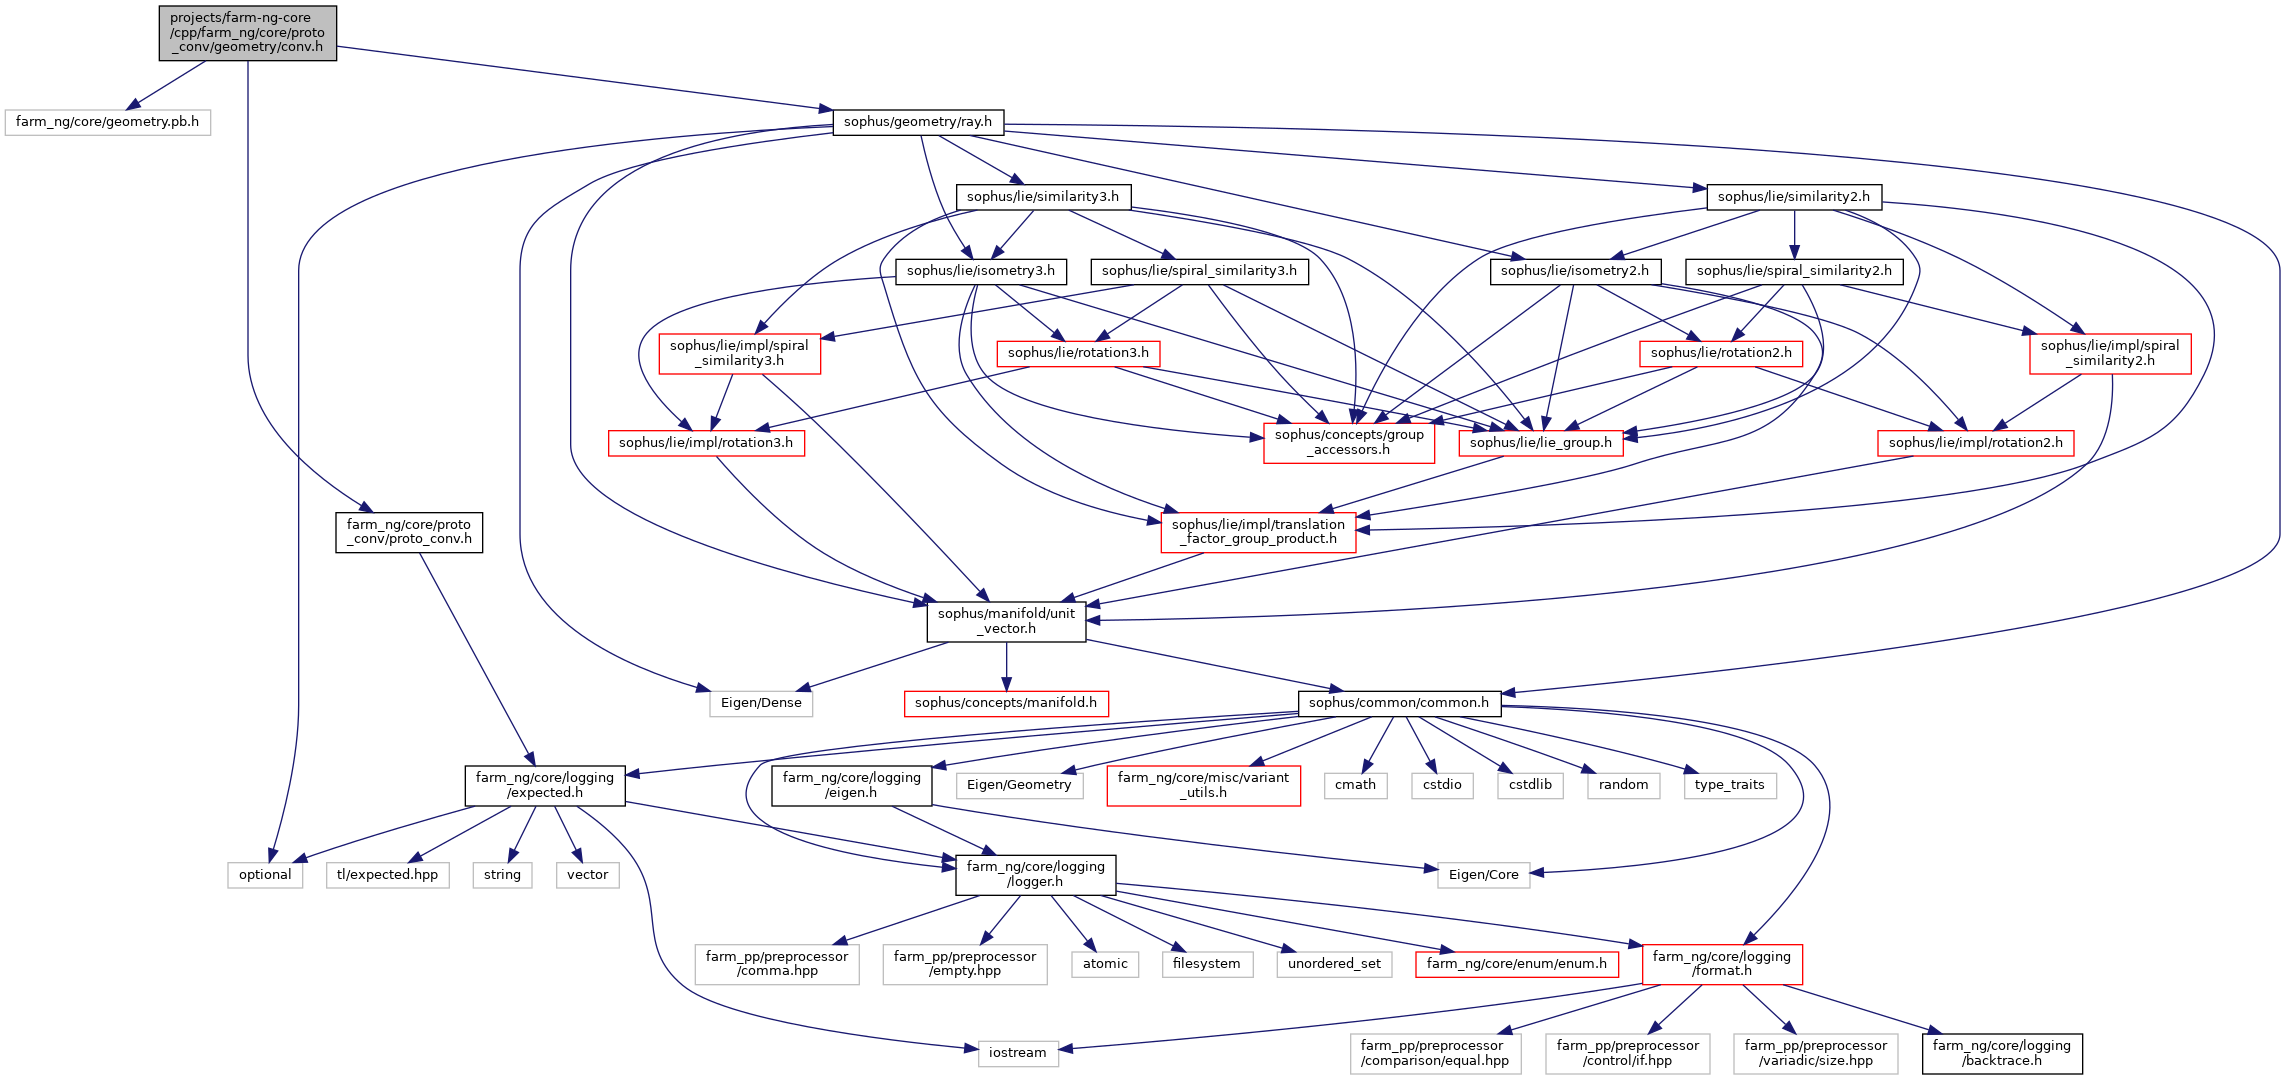 projects/farm-ng-core
/cpp/farm_ng/core/proto
_conv/geometry/conv.h
farm_ng/core/geometry.pb.h
sophus/geometry/ray.h
sophus/lie/similarity3.h
sophus/lie/similarity2.h
sophus/lie/isometry3.h
sophus/lie/spiral_similarity3.h
sophus/lie/isometry2.h
sophus/lie/spiral_similarity2.h
sophus/lie/impl/spiral
_similarity3.h
sophus/lie/rotation3.h
sophus/lie/rotation2.h
sophus/lie/impl/spiral
_similarity2.h
sophus/lie/impl/rotation3.h
sophus/concepts/group
_accessors.h
sophus/lie/lie_group.h
sophus/lie/impl/rotation2.h
farm_ng/core/proto
_conv/proto_conv.h
sophus/lie/impl/translation
_factor_group_product.h
sophus/manifold/unit
_vector.h
Eigen/Dense
sophus/concepts/manifold.h
sophus/common/common.h
farm_ng/core/logging
/expected.h
farm_ng/core/logging
/eigen.h
Eigen/Geometry
farm_ng/core/misc/variant
_utils.h
cmath
cstdio
cstdlib
random
type_traits
optional
tl/expected.hpp
string
vector
farm_ng/core/logging
/logger.h
Eigen/Core
farm_pp/preprocessor
/comma.hpp
farm_pp/preprocessor
/empty.hpp
atomic
filesystem
unordered_set
farm_ng/core/enum/enum.h
farm_ng/core/logging
/format.h
iostream
farm_pp/preprocessor
/comparison/equal.hpp
farm_pp/preprocessor
/control/if.hpp
farm_pp/preprocessor
/variadic/size.hpp
farm_ng/core/logging
/backtrace.h